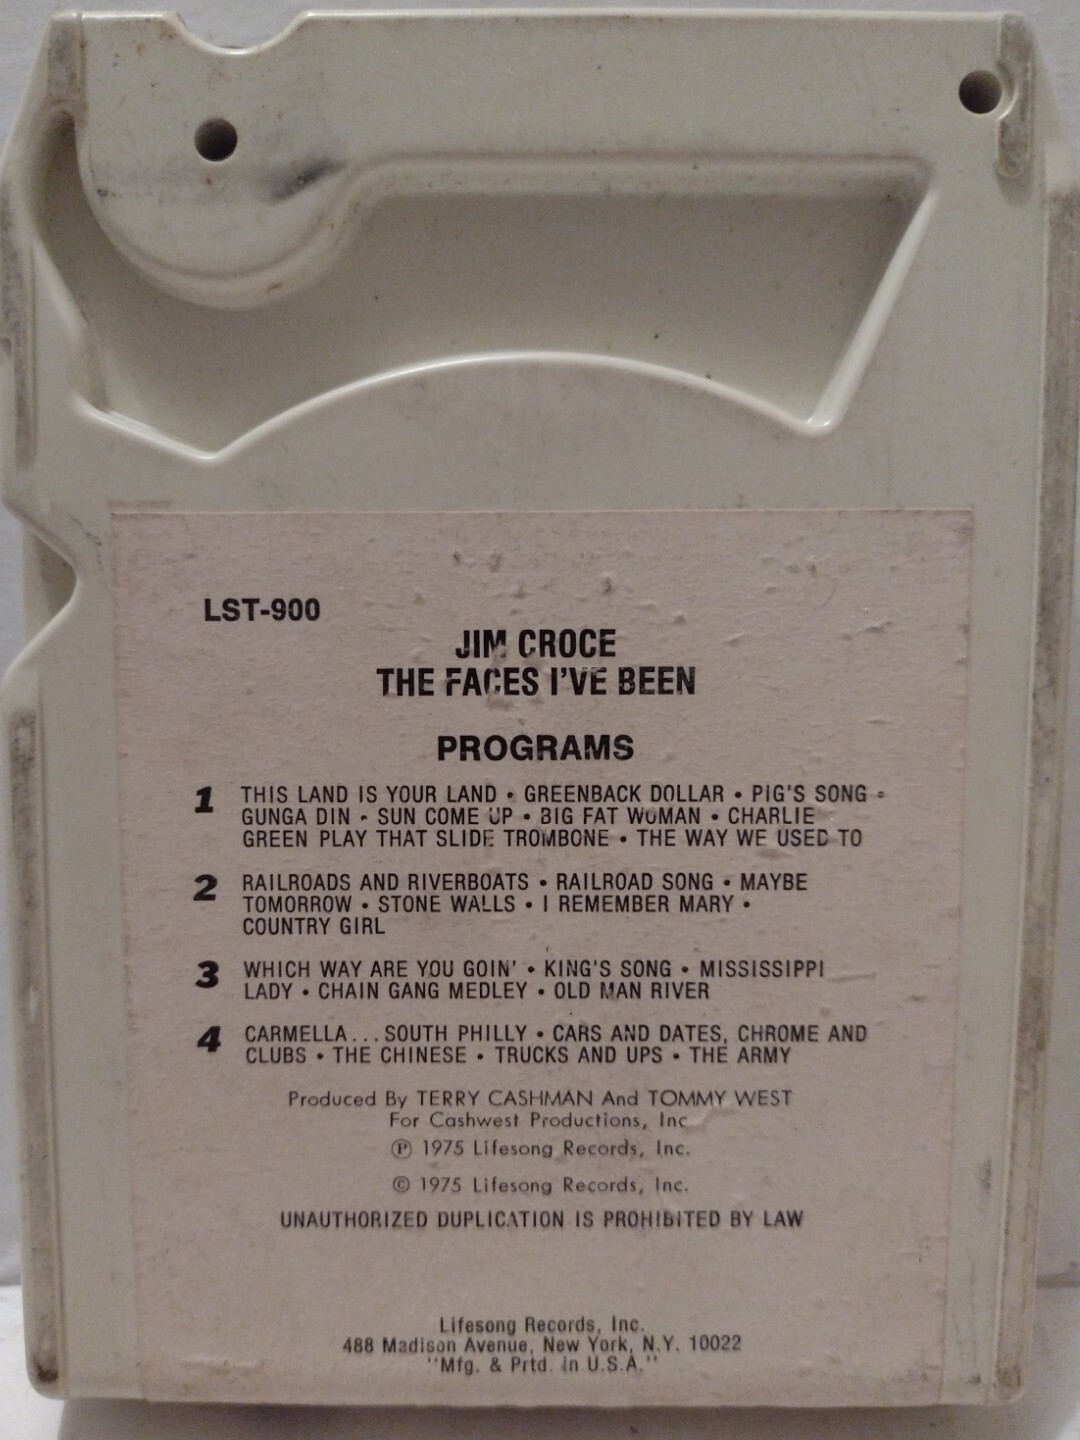 LST-900
JIM CROCE
THE FACES I'VE BEEN
PROGRAMS
1 THIS LAND IS YOUR LAND • GREENBACK DOLLAR • PIG'S SONG •
GUNGA DIN • SUN COME UP • BIG FAT WOMAN • CHARLIE
GREEN PLAY THAT SLIDE TROMBONE • THE WAY WE USED TO
2 RAILROADS AND RIVERBOATS • RAILROAD SONG • MAYBE
TOMORROW • STONE WALLS • I REMEMBER MARY •
COUNTRY GIRL
3 WHICH WAY ARE YOU GOIN' • KING'S SONG • MISSISSIPPI
LADY • CHAIN GANG MEDLEY • OLD MAN RIVER
4 CARMELLA...SOUTH PHILLY • CARS AND DATES, CHROME AND
CLUBS • THE CHINESE • TRUCKS AND UPS • THE ARMY
Produced By TERRY CASHMAN And TOMMY WEST
For Cashwest Productions, Inc
Ⓟ 1975 Lifesong Records, Inc.
© 1975 Lifesong Records, Inc.
UNAUTHORIZED DUPLICATION IS PROHIBITED BY LAW
Lifesong Records, Inc.
488 Madison Avenue, New York, N.Y. 10022
"Mfg. & Prtd. In U.S.A."